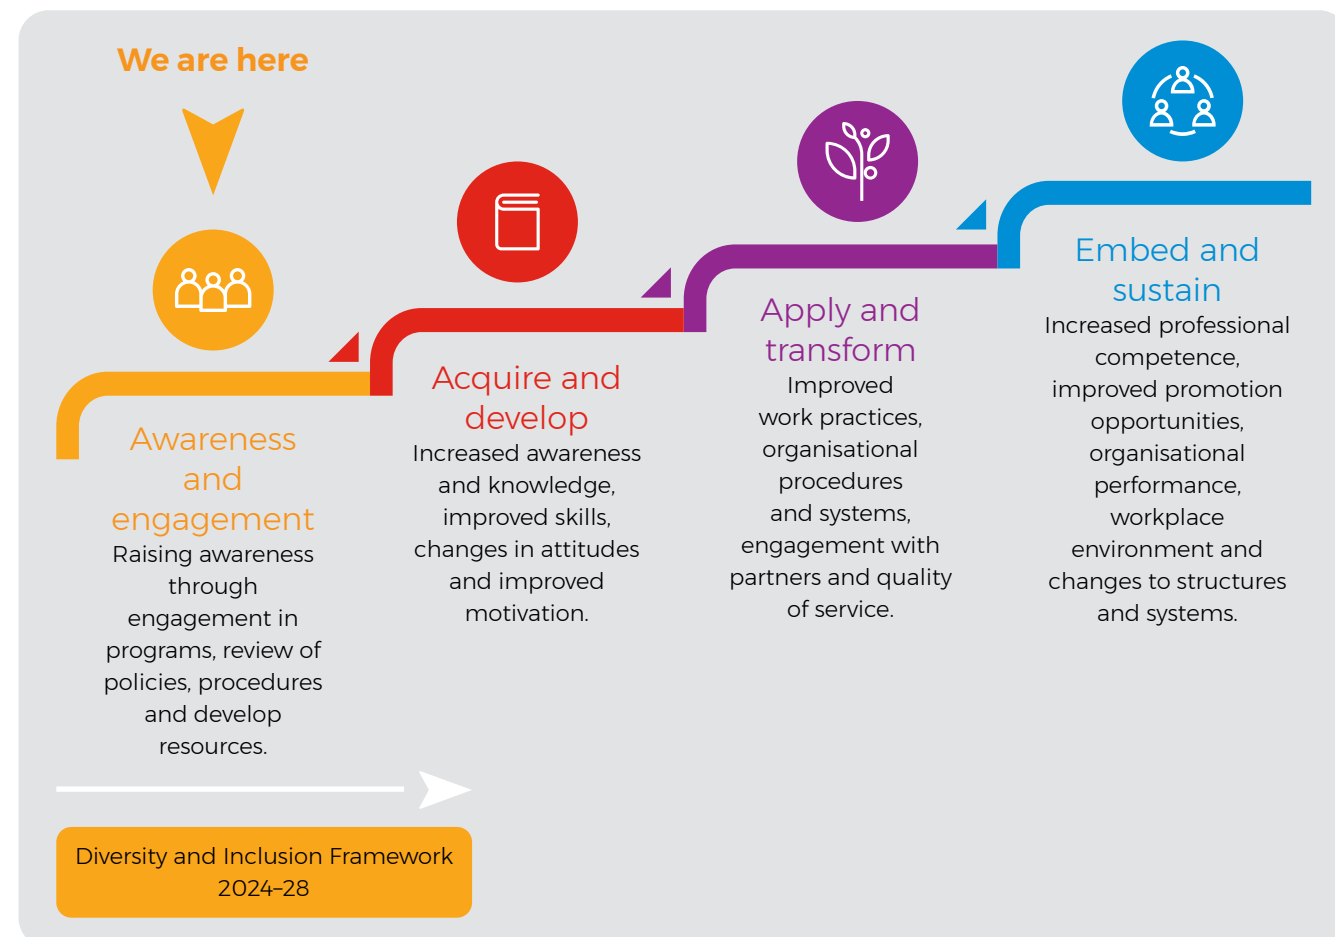 We are here
Awareness
and
engagement
Raising awareness
through
engagement in
programs, review of
policies, procedures
and develop
resources.
Acquire and
develop
Increased awareness
and knowledge,
improved skills,
changes in attitudes
and improved
motivation.
Apply and
transform
Improved
work practices,
organisational
procedures
and systems,
engagement with
partners and quality
of service.
Embed and
sustain
Increased professional
competence,
improved promotion
opportunities,
organisational
performance,
workplace
environment and
changes to structures
and systems.
Diversity and Inclusion Framework
2024–28